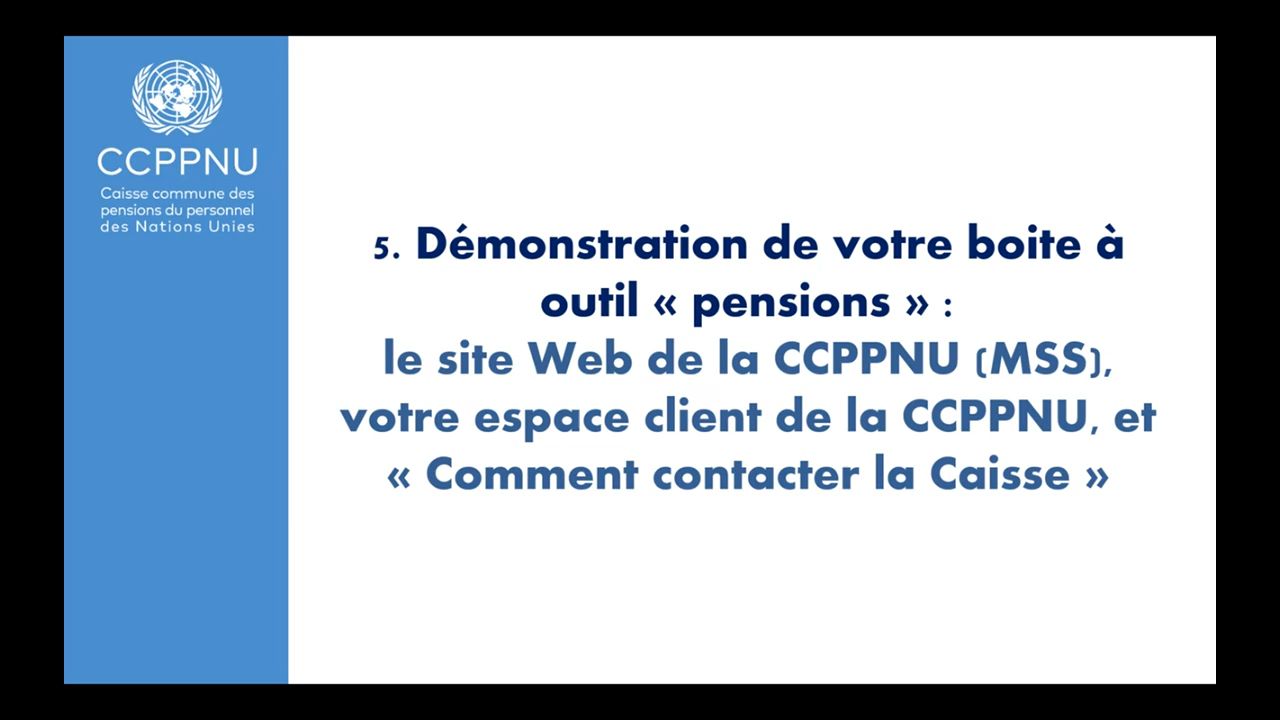 CCPPNU
Caisse commune des
pensions du personnel
des Nations Unies
5. Démonstration de votre boite à
outil « pensions » :
le site Web de la CCPPNU (MSS),
votre espace client de la CCPPNU, et
« Comment contacter la Caisse »